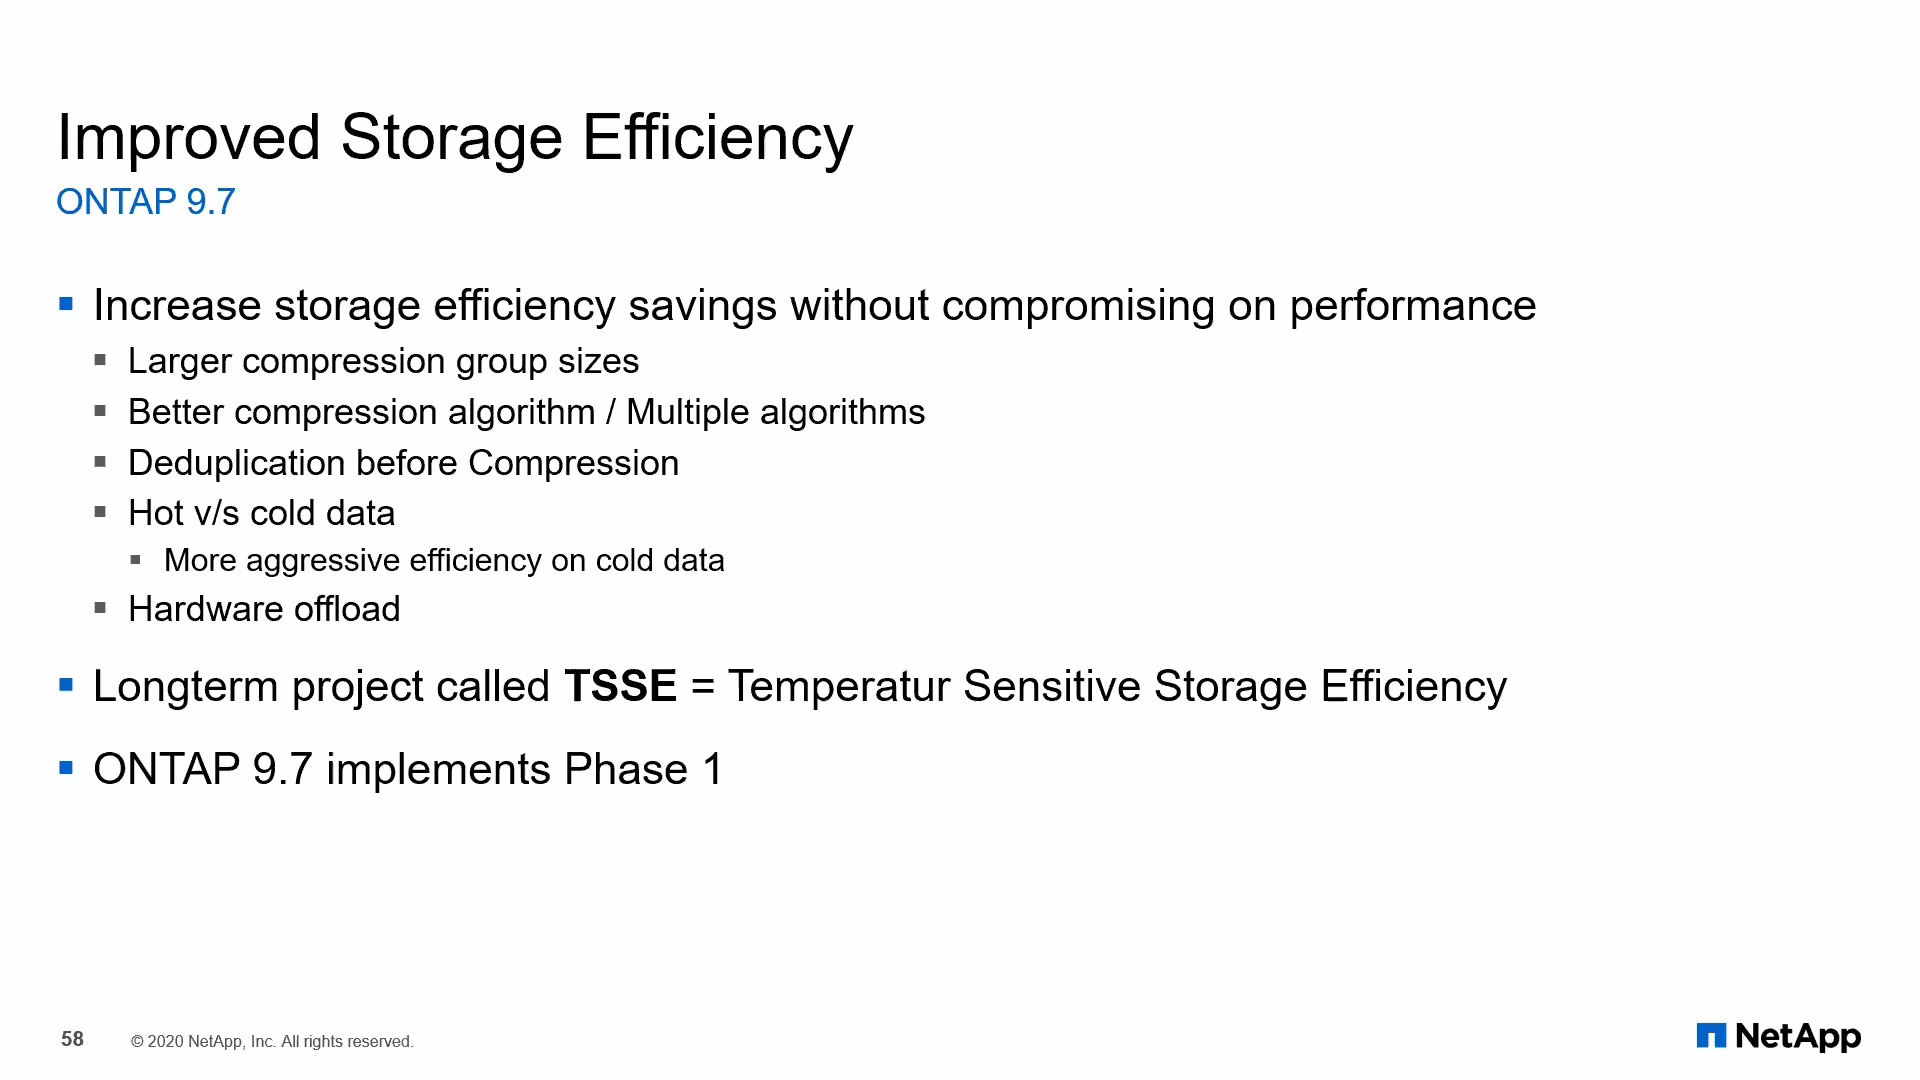 Improved Storage Efficiency
ONTAP 9.7
Increase storage efficiency savings without compromising on performance
Larger compression group sizes
Better compression algorithm / Multiple algorithms
Deduplication before Compression
Hot v/s cold data
More aggressive efficiency on cold data
Hardware offload
Longterm project called TSSE = Temperatur Sensitive Storage Efficiency
ONTAP 9.7 implements Phase 1
58 © 2020 NetApp, Inc. All rights reserved.
NetApp